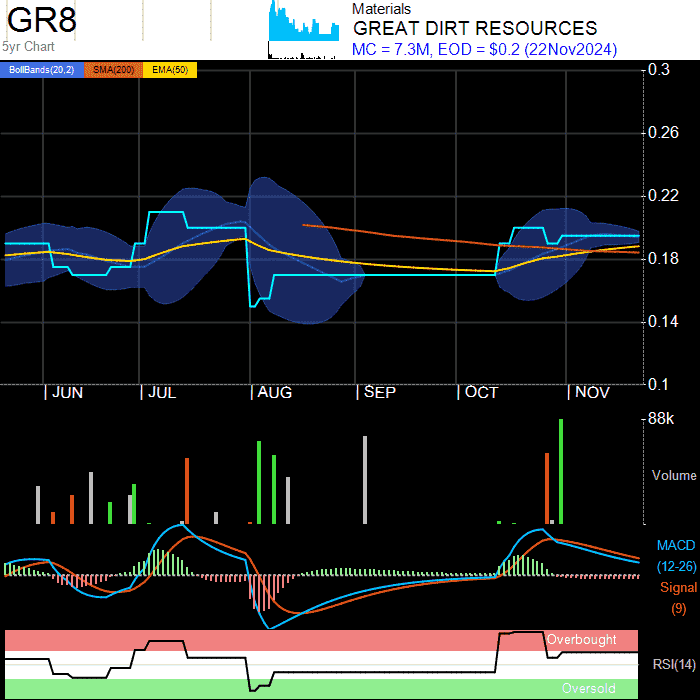 GR8
5yr Chart
Materials
GREAT DIRT RESOURCES
MC = 7.3M, EOD = $0.2 (22Nov2024)
BollBands(20,2) SMA(200) EMA(50)
0.3
0.26
0.22
0.18
0.14
0.1
JUN JUL AUG SEP OCT NOV
88k
Volume
MACD
(12-26)
Signal
(9)
Overbought
RSI(14)
Oversold